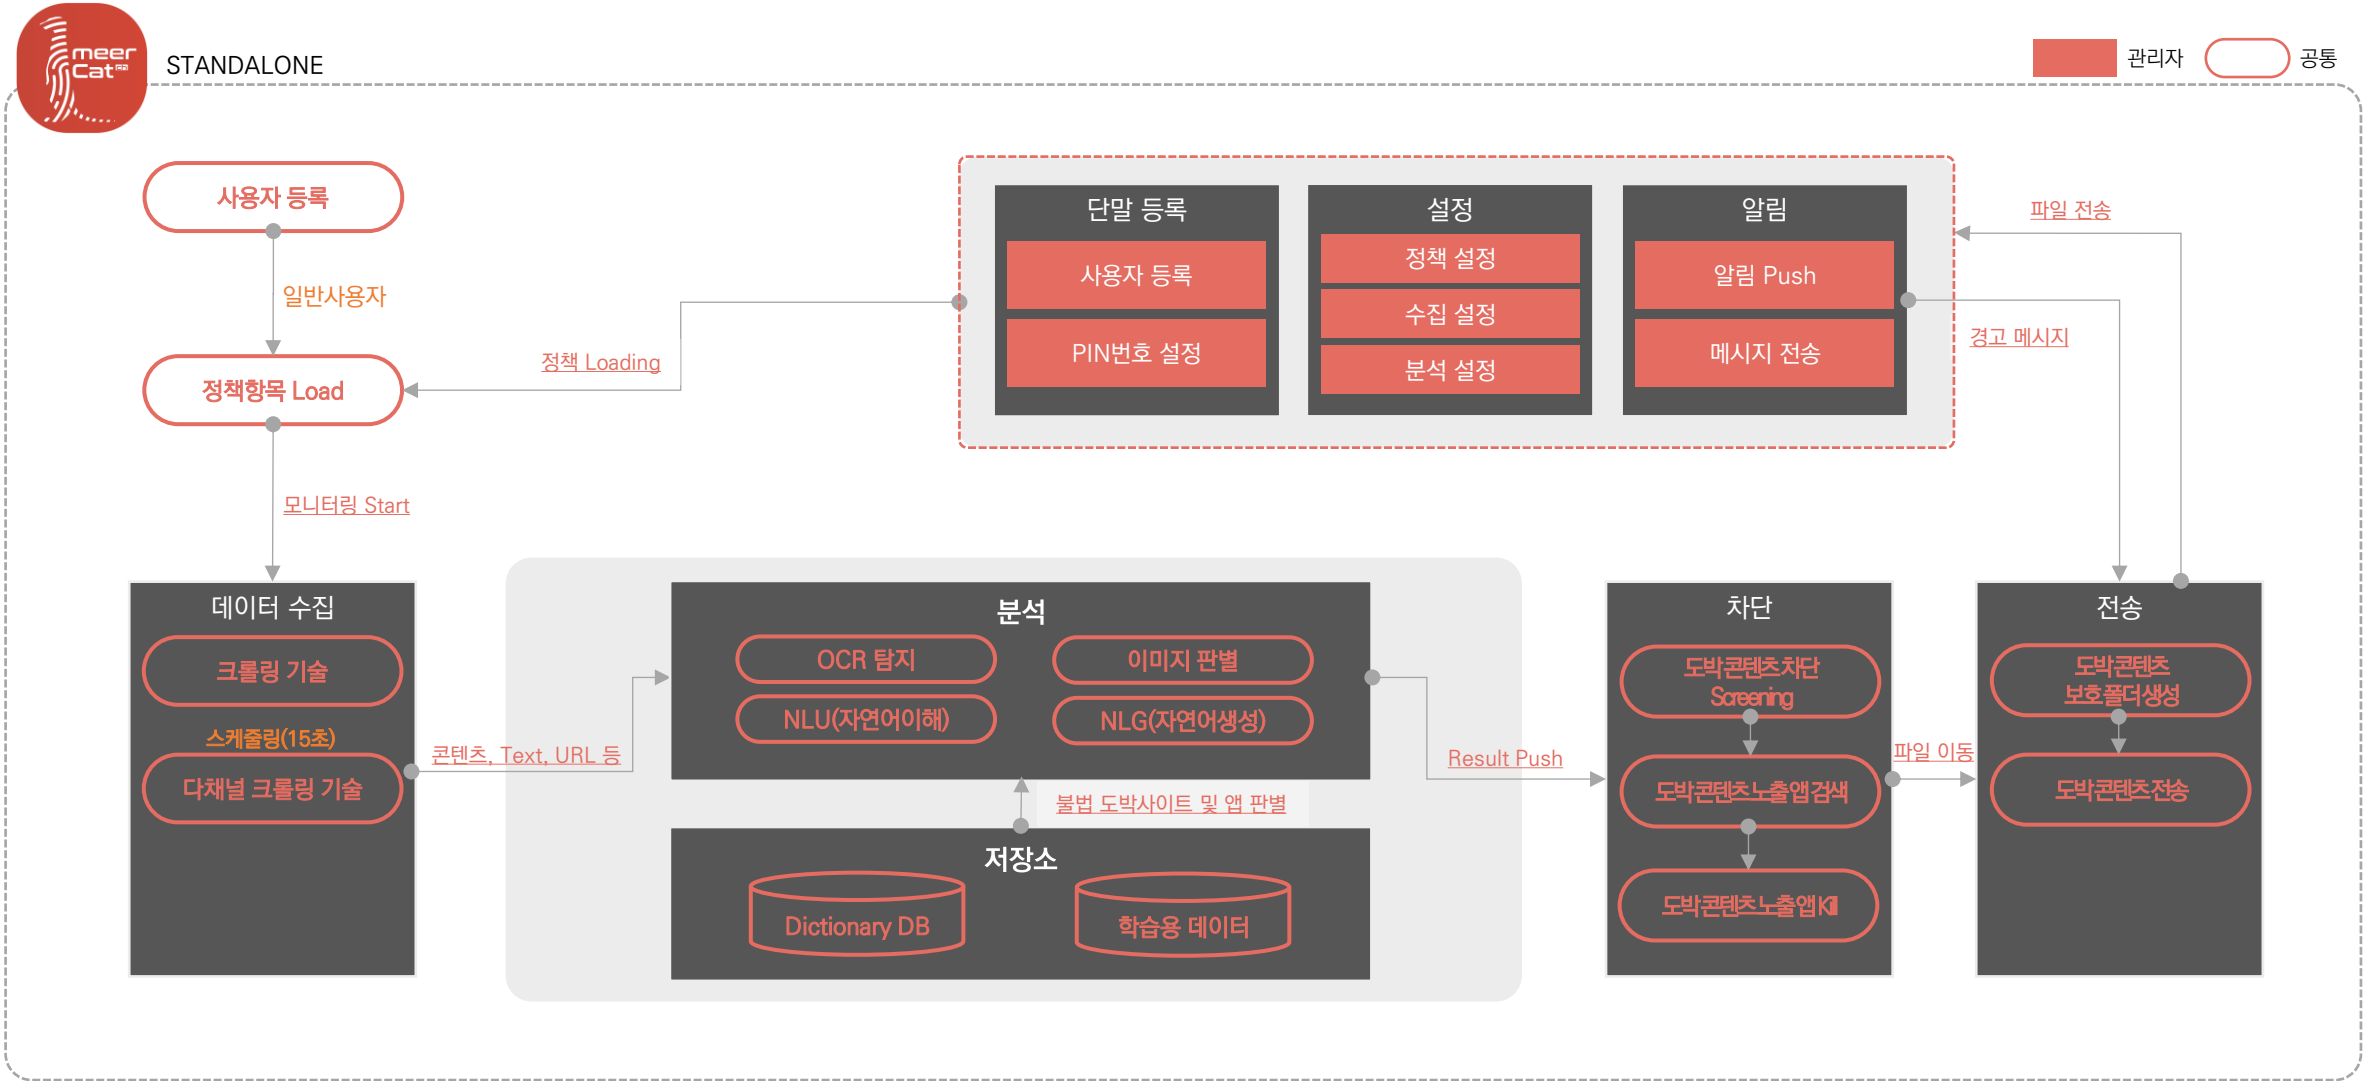 meer
Cat ch
STANDALONE
관리자
공통
사용자 등록
일반사용자
정책항목 Load
정책 Loading
단말 등록
사용자 등록
PIN번호 설정
설정
정책 설정
수집 설정
분석 설정
알림
알림 Push
메시지 전송
파일 전송
경고 메시지
모니터링 Start
데이터 수집
크롤링 기술
스케줄링(15초)
다채널 크롤링 기술
콘텐츠, Text, URL 등
분석
OCR 탐지
이미지 판별
NLU(자연어이해)
NLG(자연어생성)
불법 도박사이트 및 앱 판별
저장소
Dictionary DB
학습용 데이터
Result Push
차단
도박콘텐츠차단
Screening
도박콘텐츠노출앱검색
도박콘텐츠노출앱Kill
파일 이동
전송
도박콘텐츠
보호폴더생성
도박콘텐츠전송